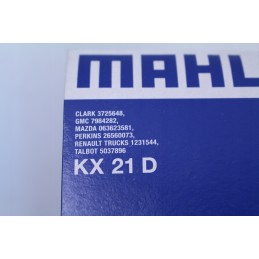 MAHL
CLARK 3725648,
GMC 7984282,
MAZDA 063623581,
PERKINS 26560073,
RENAULT TRUCKS 1231544,
TALBOT 5037896
KX 21 D